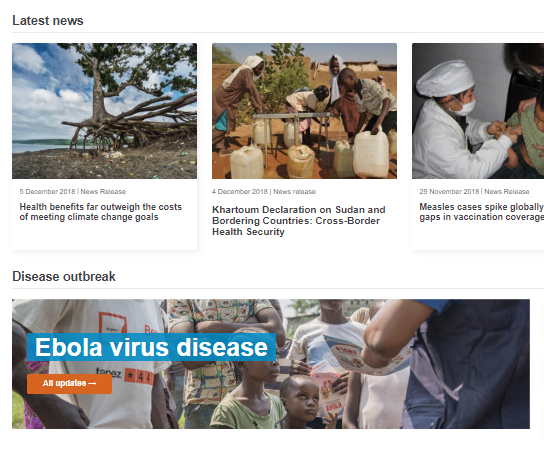 Latest news
5 December 2018 | News Release
Health benefits far outweigh the costs
of meeting climate change goals
4 December 2018 | News release
Khartoum Declaration on Sudan and
Bordering Countries: Cross-Border
Health Security
29 November 2018 | News Release
Measles cases spike globally
gaps in vaccination coverage
Disease outbreak
Ebola virus disease
tapez
All updates →